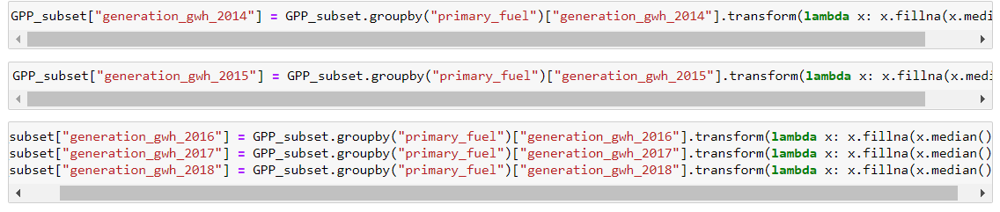 GPP_subset["generation_gwh_2014"] = GPP_subset.groupby("primary_fuel")["generation_gwh_2014"].transform(lambda x: x.fillna(x.medi
GPP_subset["generation_gwh_2015"] = GPP_subset.groupby("primary_fuel")["generation_gwh_2015"].transform(lambda x: x.fillna(x.medi
subset["generation_gwh_2016"] = GPP_subset.groupby("primary_fuel")["generation_gwh_2016"].transform(lambda x: x.fillna(x.median()
subset["generation_gwh_2017"] = GPP_subset.groupby("primary_fuel")["generation_gwh_2017"].transform(lambda x: x.fillna(x.median()
subset["generation_gwh_2018"] = GPP_subset.groupby("primary_fuel")["generation_gwh_2018"].transform(lambda x: x.fillna(x.median()